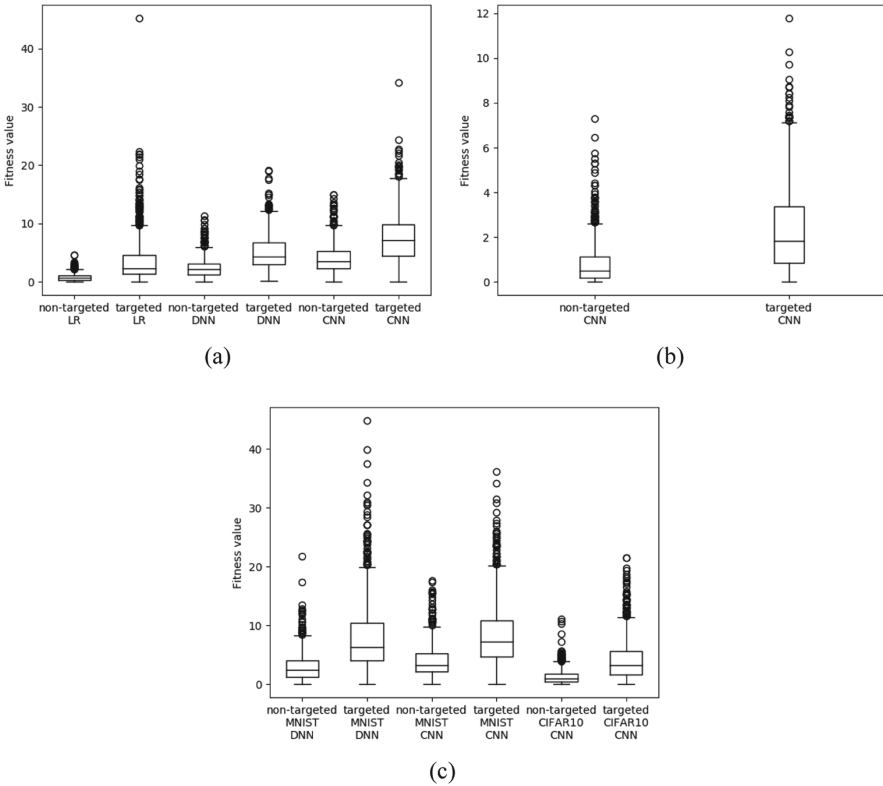 Fitness value
40
30
20
10
0
non-targeted LR
targeted LR
non-targeted DNN
targeted DNN
non-targeted CNN
targeted CNN
(a)
Fitness value
12
10
8
6
4
2
0
non-targeted CNN
targeted CNN
(b)
Fitness value
40
30
20
10
0
non-targeted MNIST DNN
targeted MNIST DNN
non-targeted MNIST CNN
targeted MNIST CNN
non-targeted CIFAR10 CNN
targeted CIFAR10 CNN
(c)